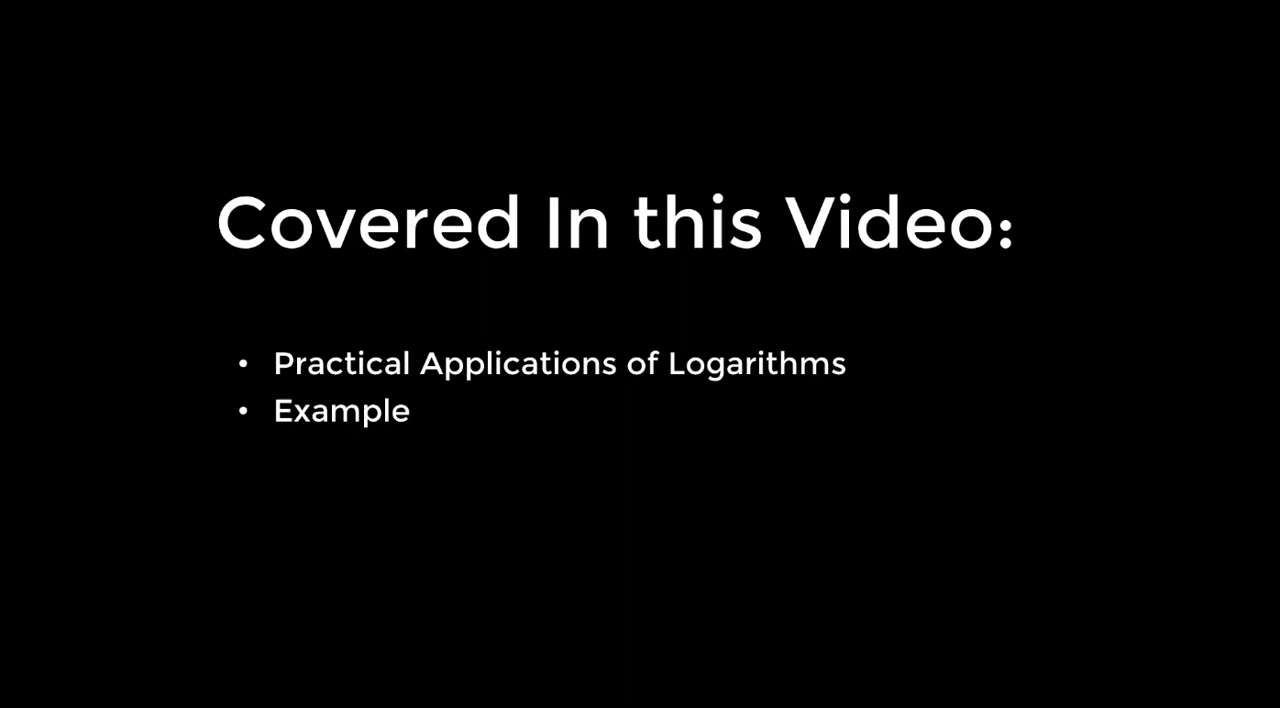 Covered In this Video:
• Practical Applications of Logarithms
• Example